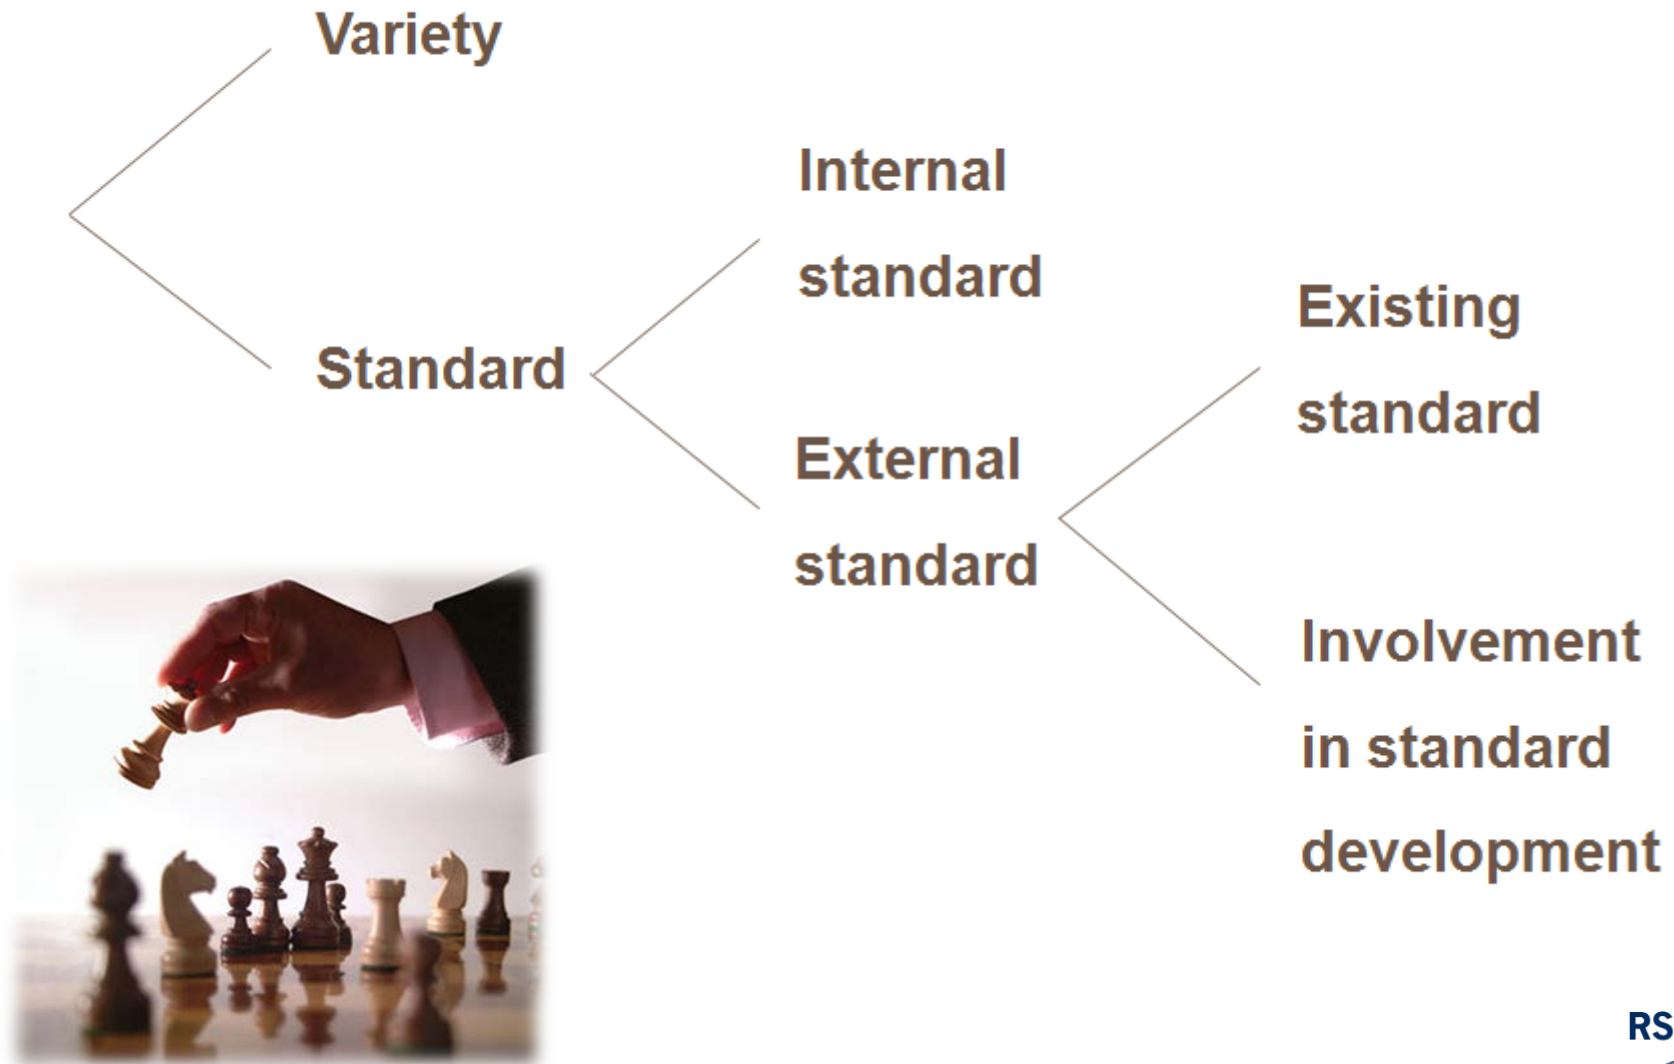 Variety
Standard
Internal
standard
External
standard
Existing
standard
Involvement
in standard
development
RS